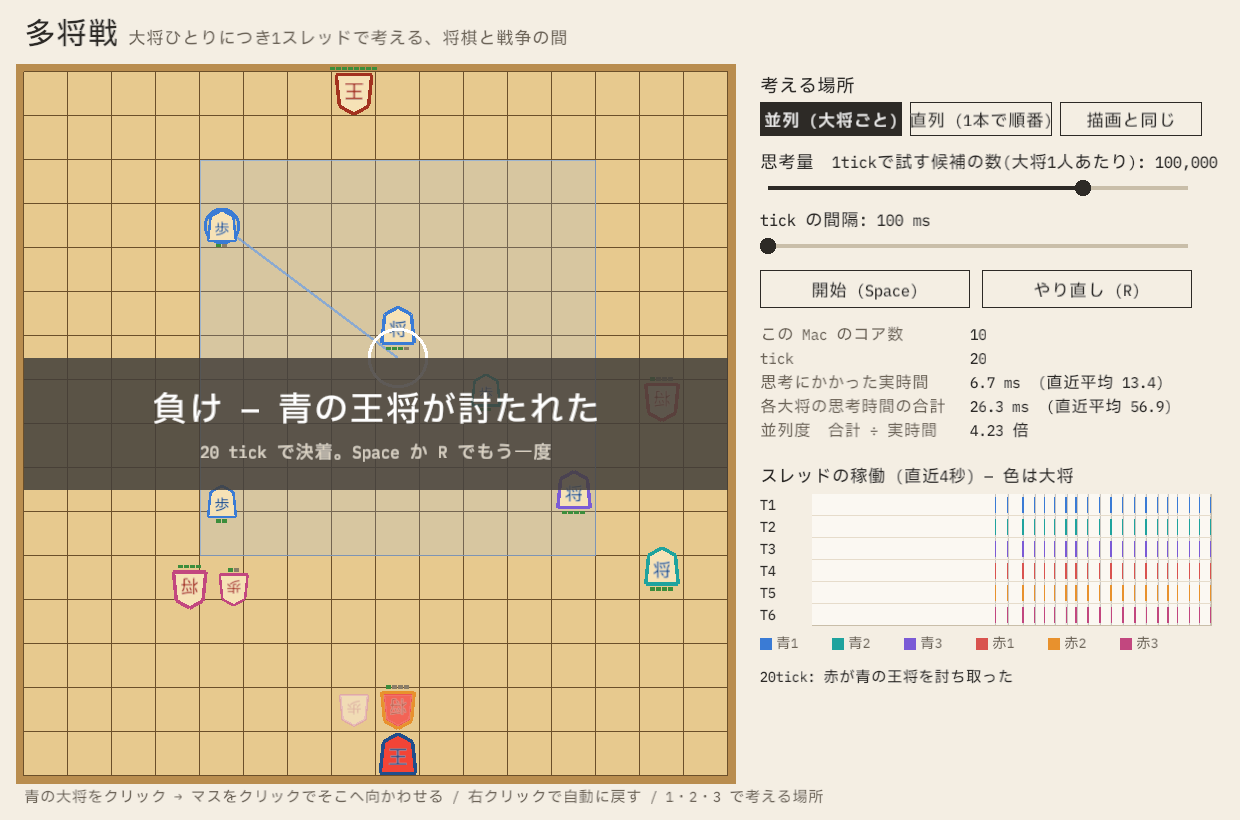 多将戦 大将ひとりにつき1スレッドで考える、将棋と戦争の間
王
歩
将
負け – 青の王将が討たれた
20 tick で決着。Space か R でもう一度
歩
将
将
将
歩
歩
王
青の大将をクリック → マスをクリックでそこへ向かわせる / 右クリックで自動に戻す / 1・2・3 で考える場所
考える場所
並列 (大将ごと) 直列 (1本で順番) 描画と同じ
思考量 1tickで試す候補の数(大将1人あたり): 100,000
tick の間隔: 100 ms
開始 (Space) やり直し (R)
この Mac のコア数 10
tick 20
思考にかかった実時間 6.7 ms (直近平均 13.4)
各大将の思考時間の合計 26.3 ms (直近平均 56.9)
並列度 合計 ÷ 実時間 4.23 倍
スレッドの稼働 (直近4秒) – 色は大将
T1
T2
T3
T4
T5
T6
青1 青2 青3 赤1 赤2 赤3
20tick: 赤が青の王将を討ち取った